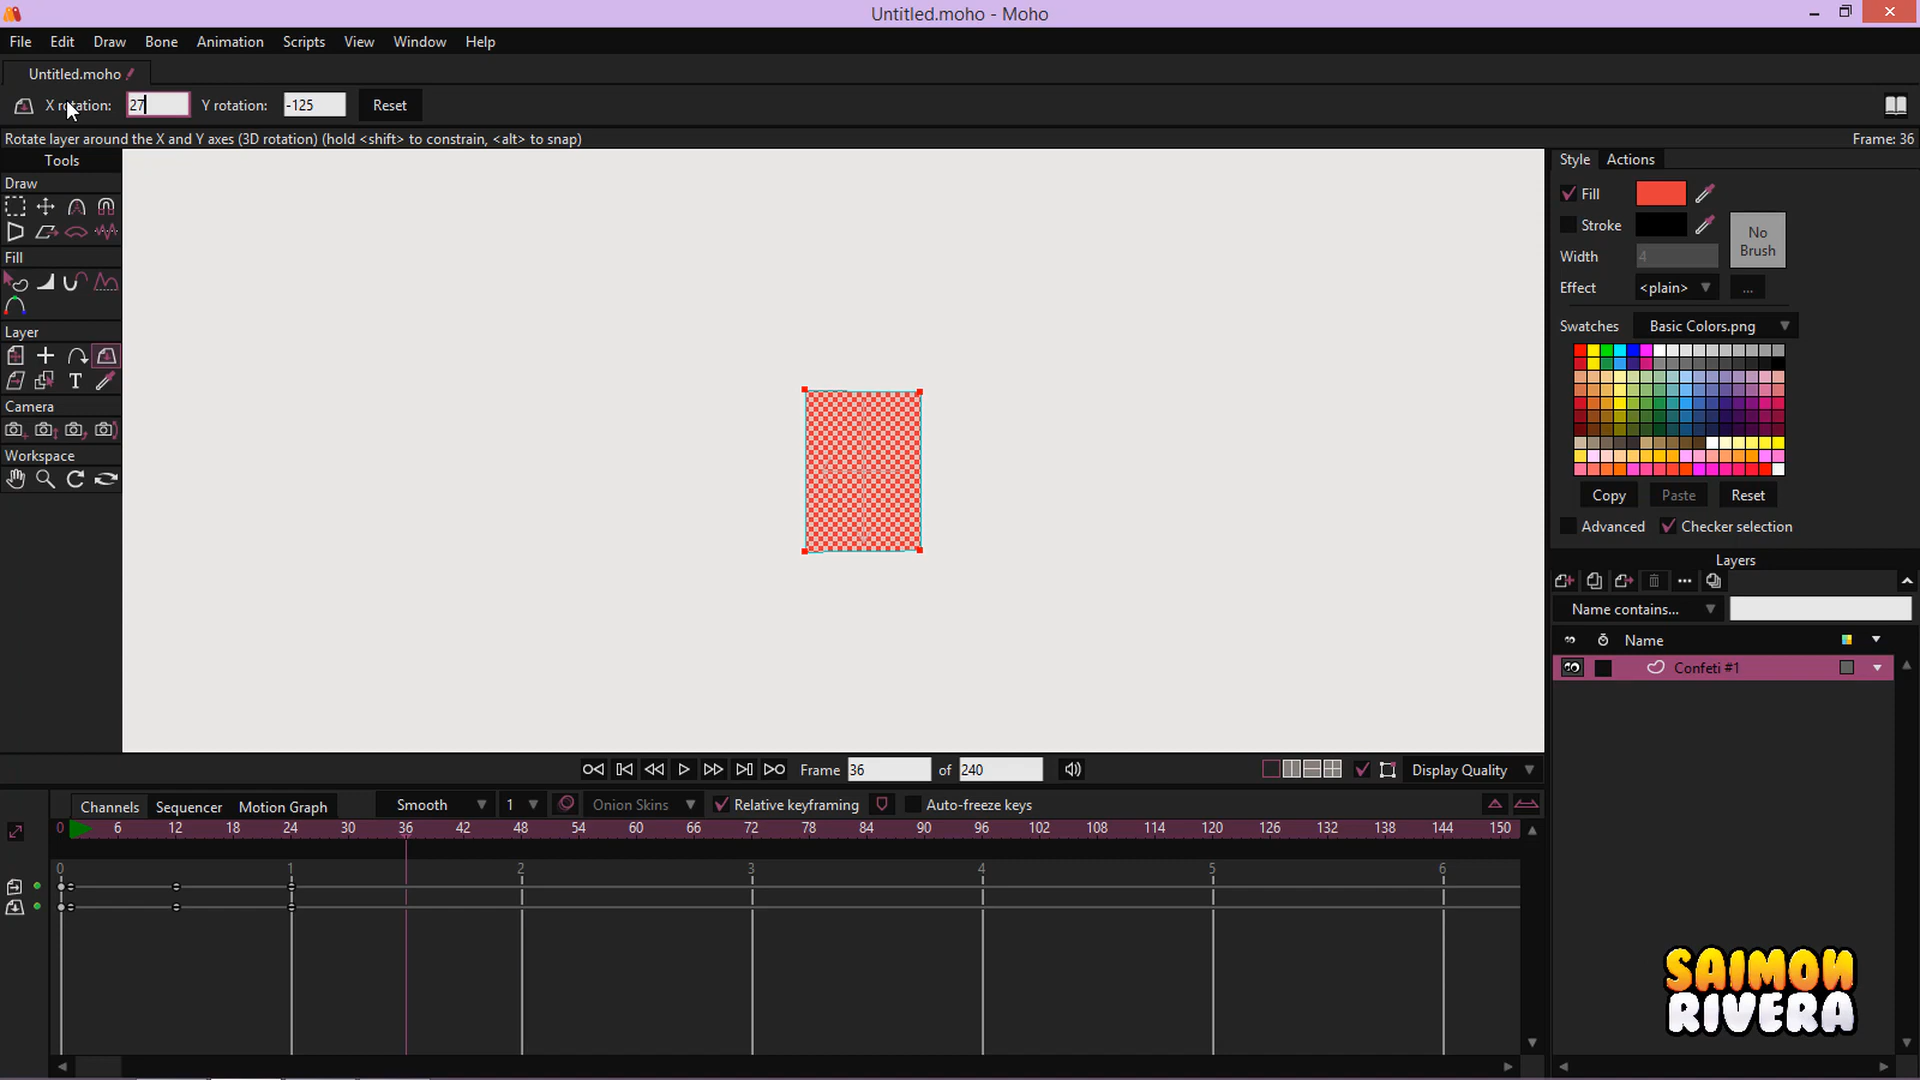 Untitled.moho - Moho
File Edit Draw Bone Animation Scripts View Window Help
Untitled.moho
X rotation: 27 Y rotation: -125 Reset
Rotate layer around the X and Y axes (3D rotation) (hold <shift> to constrain, <alt> to snap) Frame: 36
Tools
Draw
Fill
Layer
T
Camera
Workspace
Style Actions
Fill
Stroke
No Brush
Width 4
Effect <plain> ...
Swatches Basic Colors.png
Copy Paste Reset
Advanced Checker selection
Layers
Name contains...
Name
Confeti #1
Frame 36 of 240 Display Quality
Channels Sequencer Motion Graph Smooth 1 Onion Skins Relative keyframing Auto-freeze keys
0 6 12 18 24 30 36 42 48 54 60 66 72 78 84 90 96 102 108 114 120 126 132 138 144 150
0 1 2 3 4 5 6
SAIMON
RIVERA